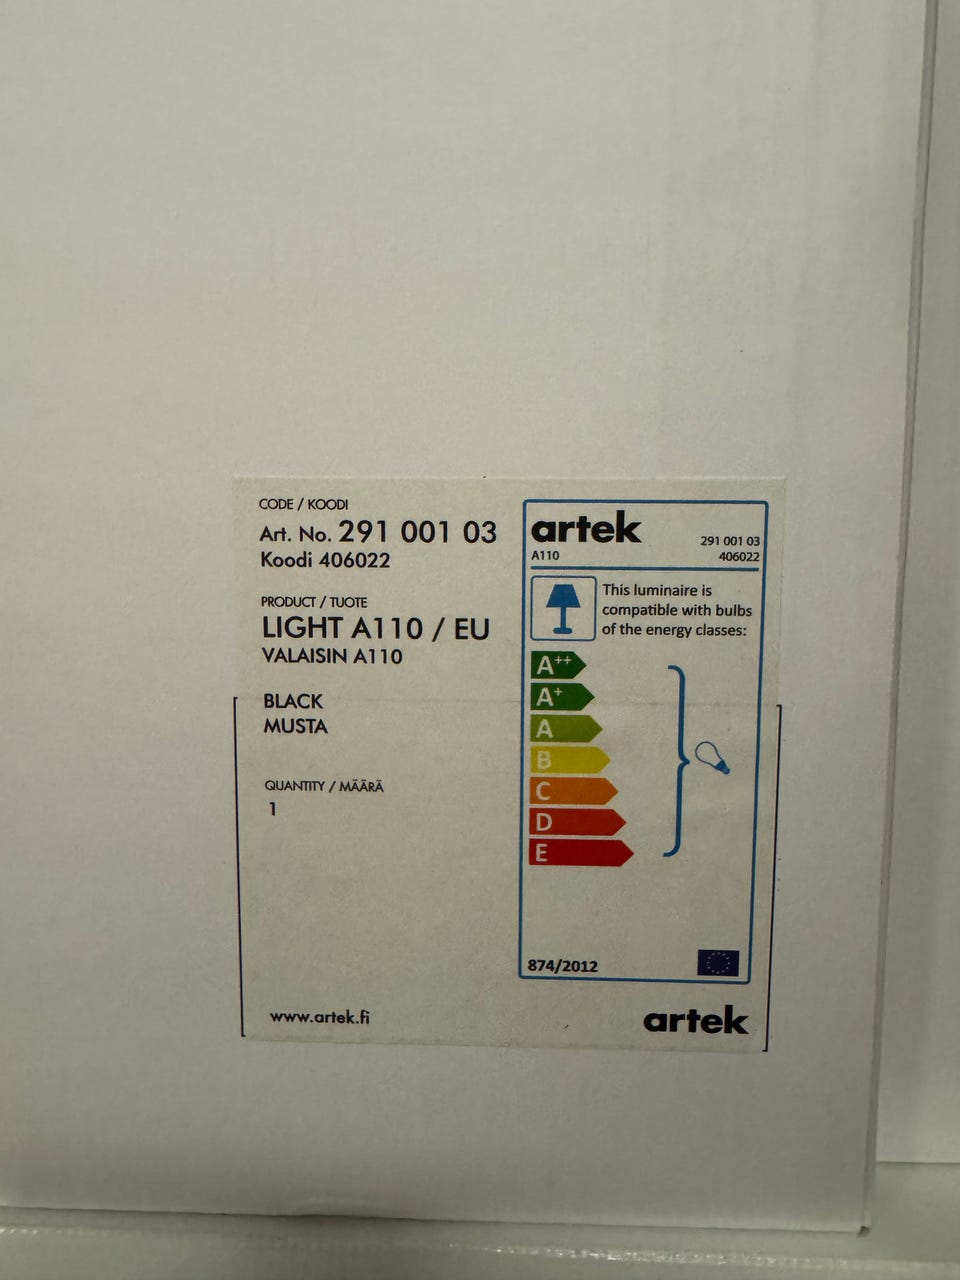 CODE / KOODI
Art. No. 291 001 03
Koodi 406022
PRODUCT / TUOTE
LIGHT A110 / EU
VALAISIN A110
BLACK
MUSTA
QUANTITY / MÄÄRÄ
1
www.artek.fi
artek
A110
291 001 03
406022
This luminaire is
compatible with bulbs
of the energy classes:
A++
A+
A
B
C
D
E
874/2012
artek